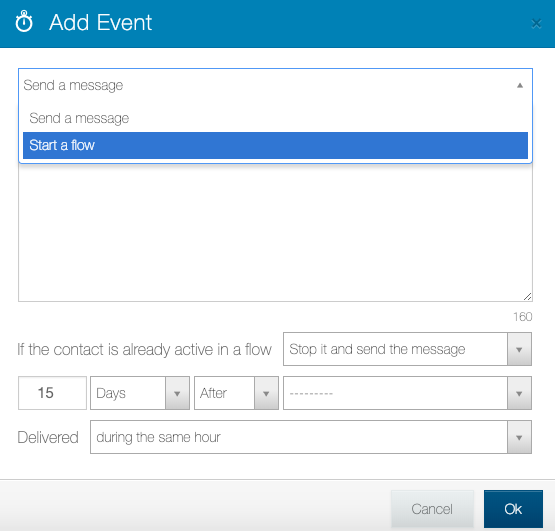 Add Event
×
Send a message
Send a message
Start a flow
160
If the contact is already active in a flow Stop it and send the message
15 Days After ---------
Delivered during the same hour
Cancel Ok